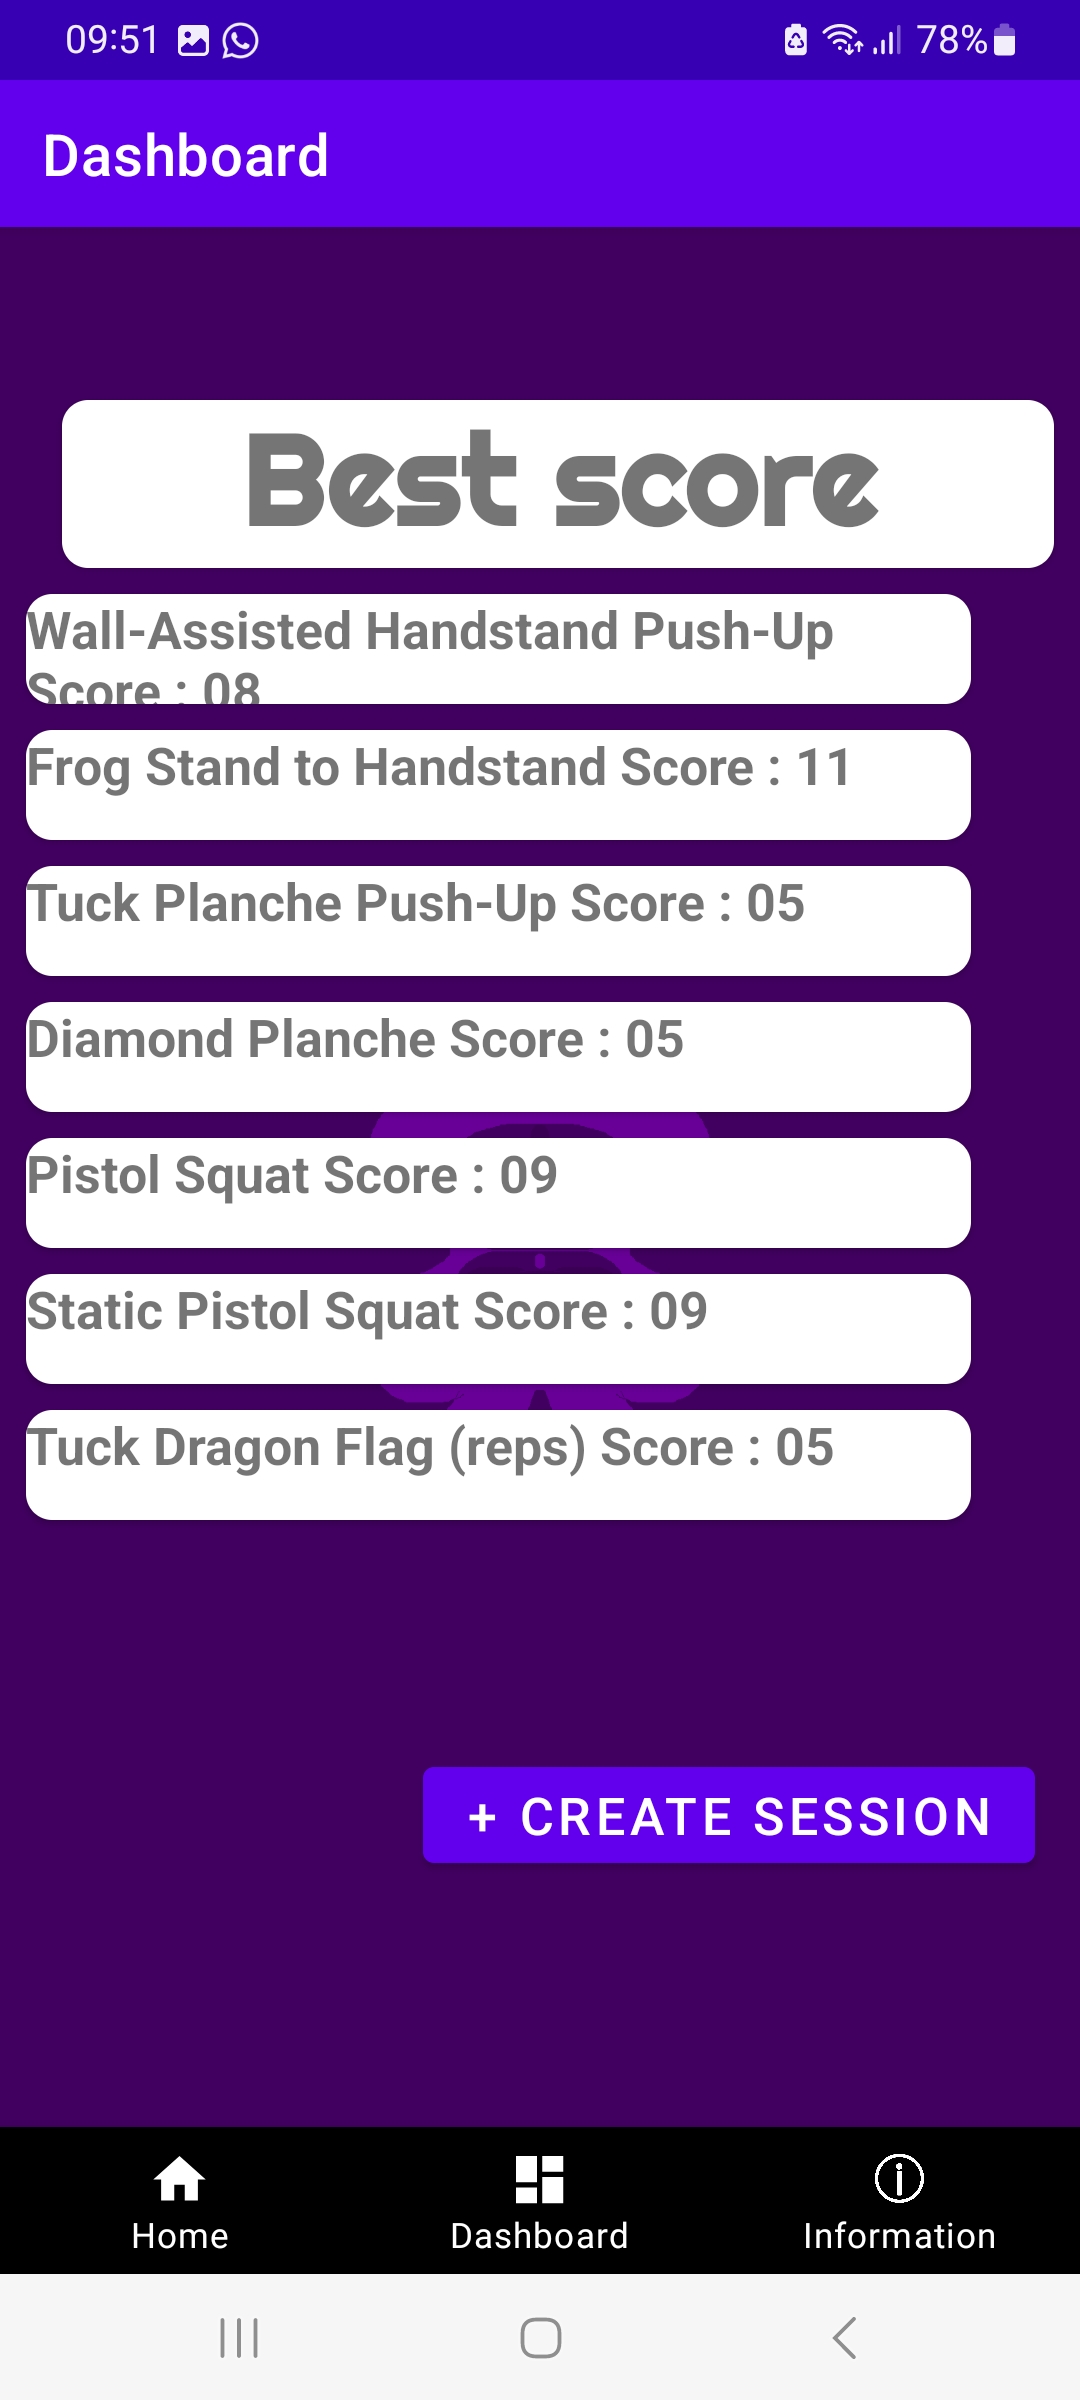 09:51 78%
Dashboard
Best score
Wall-Assisted Handstand Push-Up
Score : 08
Frog Stand to Handstand Score : 11
Tuck Planche Push-Up Score : 05
Diamond Planche Score : 05
Pistol Squat Score : 09
Static Pistol Squat Score : 09
Tuck Dragon Flag (reps) Score : 05
+ CREATE SESSION
Home Dashboard Information